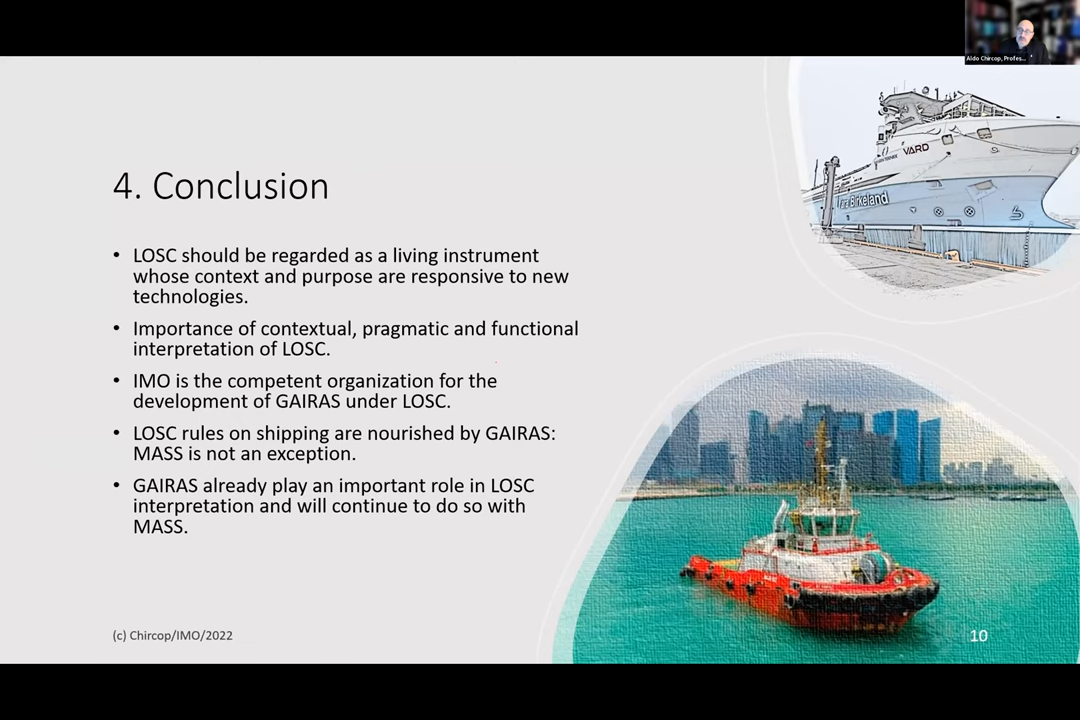 Aldo Chircop, Profes...
VARD
Yara Birkeland
4. Conclusion
• LOSC should be regarded as a living instrument
whose context and purpose are responsive to new
technologies.
• Importance of contextual, pragmatic and functional
interpretation of LOSC.
• IMO is the competent organization for the
development of GAIRAS under LOSC.
• LOSC rules on shipping are nourished by GAIRAS:
MASS is not an exception.
• GAIRAS already play an important role in LOSC
interpretation and will continue to do so with
MASS.
(c) Chircop/IMO/2022
10